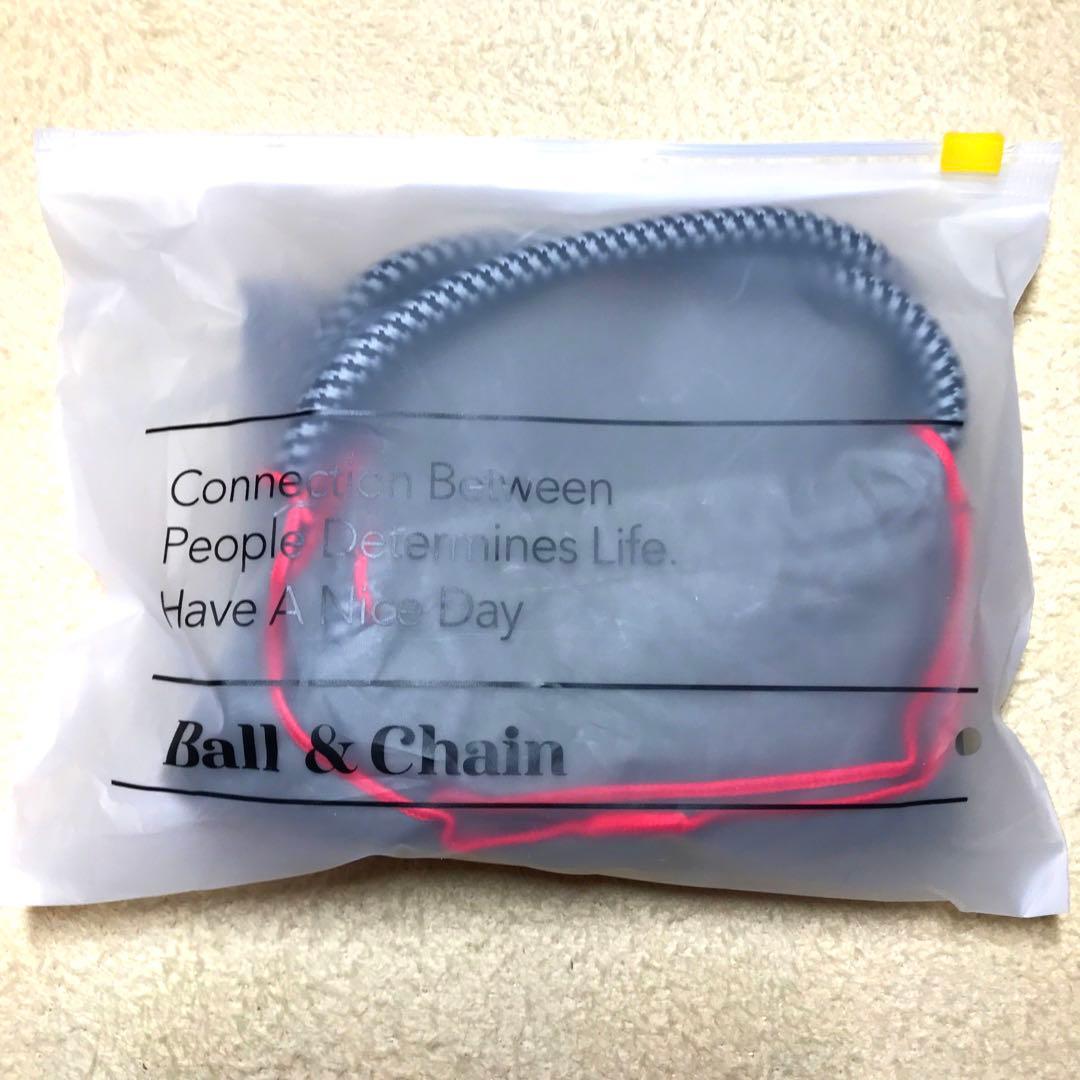 Connection Between
People Determines Life.
Have A Nice Day
Ball & Chain